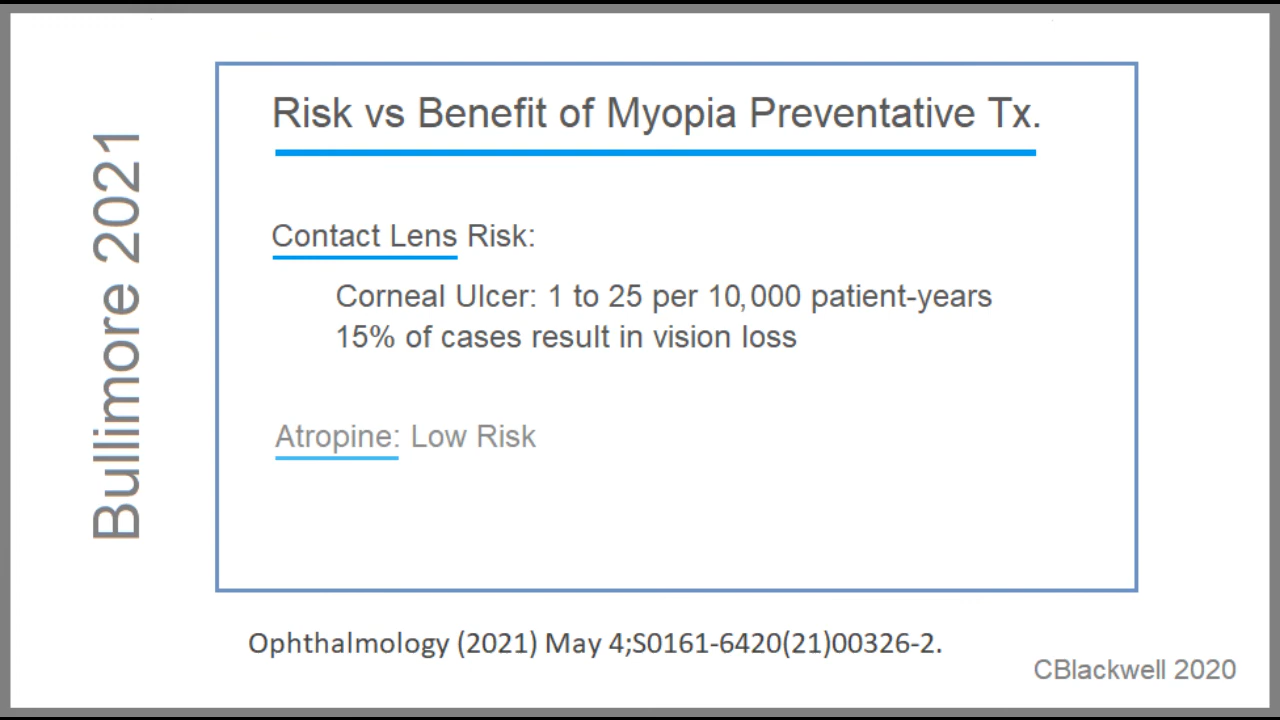 Bullimore 2021
Risk vs Benefit of Myopia Preventative Tx.
Contact Lens Risk:
Corneal Ulcer: 1 to 25 per 10,000 patient-years
15% of cases result in vision loss
Atropine: Low Risk
Ophthalmology (2021) May 4;S0161-6420(21)00326-2.
CBlackwell 2020